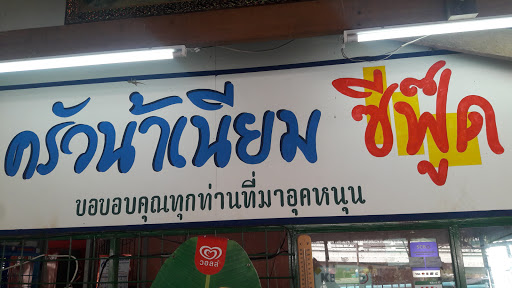 ครัวน้าเนียม ซีฟู๊ด
ขอขอบคุณทุกท่านที่มาอุดหนุน
วอลล์